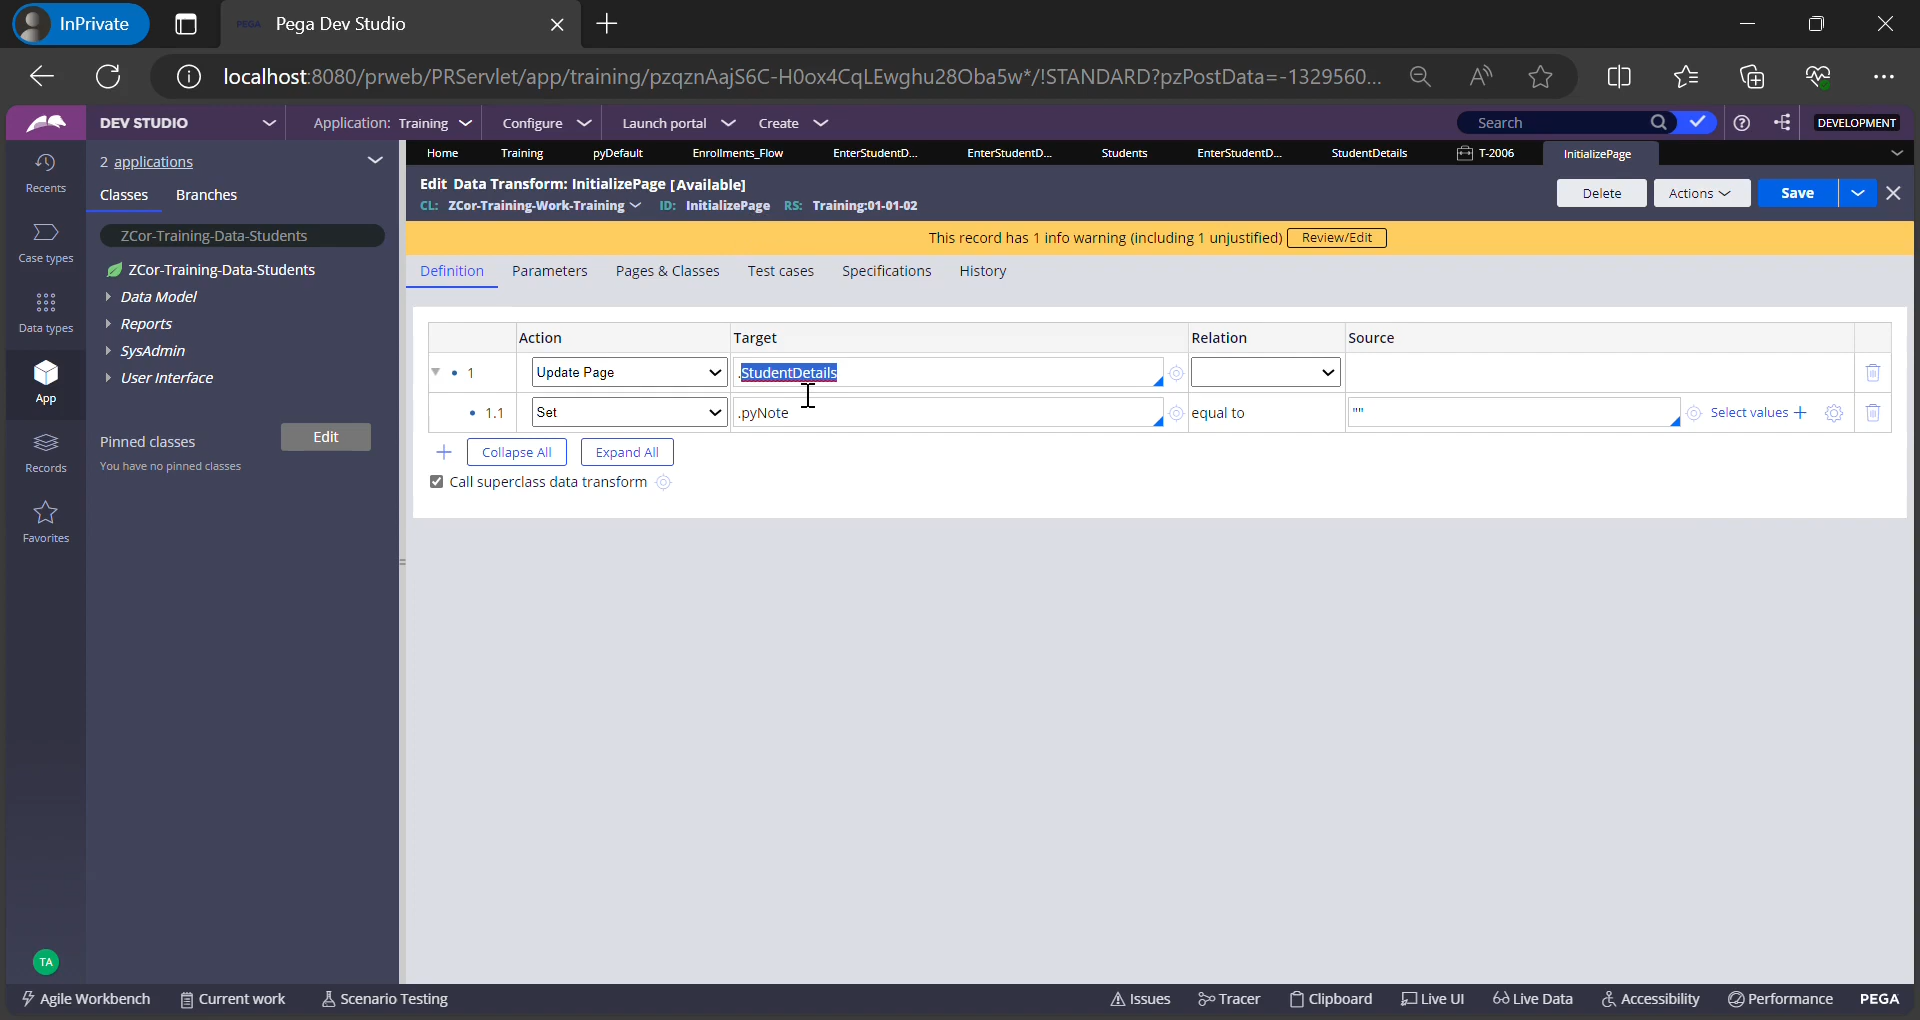 InPrivate
PEGA Pega Dev Studio
localhost:8080/prweb/PRServlet/app/training/pzqznAajS6C-H0ox4CqLEwghu28Oba5w*/!STANDARD?pzPostData=-1329560...
DEV STUDIO
Application: Training
Configure
Launch portal
Create
Search
DEVELOPMENT
Recents
Case types
Data types
App
Records
Favorites
TA
2 applications
Classes Branches
ZCor-Training-Data-Students
ZCor-Training-Data-Students
Data Model
Reports
SysAdmin
User Interface
Pinned classes
Edit
You have no pinned classes
Home Training pyDefault Enrollments_Flow EnterStudentD... EnterStudentD... Students EnterStudentD... StudentDetails T-2006 InitializePage
Edit Data Transform: InitializePage [Available]
CL: ZCor-Training-Work-Training ID: InitializePage RS: Training:01-01-02
Delete Actions Save
This record has 1 info warning (including 1 unjustified) Review/Edit
Definition Parameters Pages & Classes Test cases Specifications History
Action Target Relation Source
1 Update Page .StudentDetails
1.1 Set .pyNote equal to "" Select values
Collapse All Expand All
Call superclass data transform
Agile Workbench Current work Scenario Testing Issues Tracer Clipboard Live UI Live Data Accessibility Performance PEGA